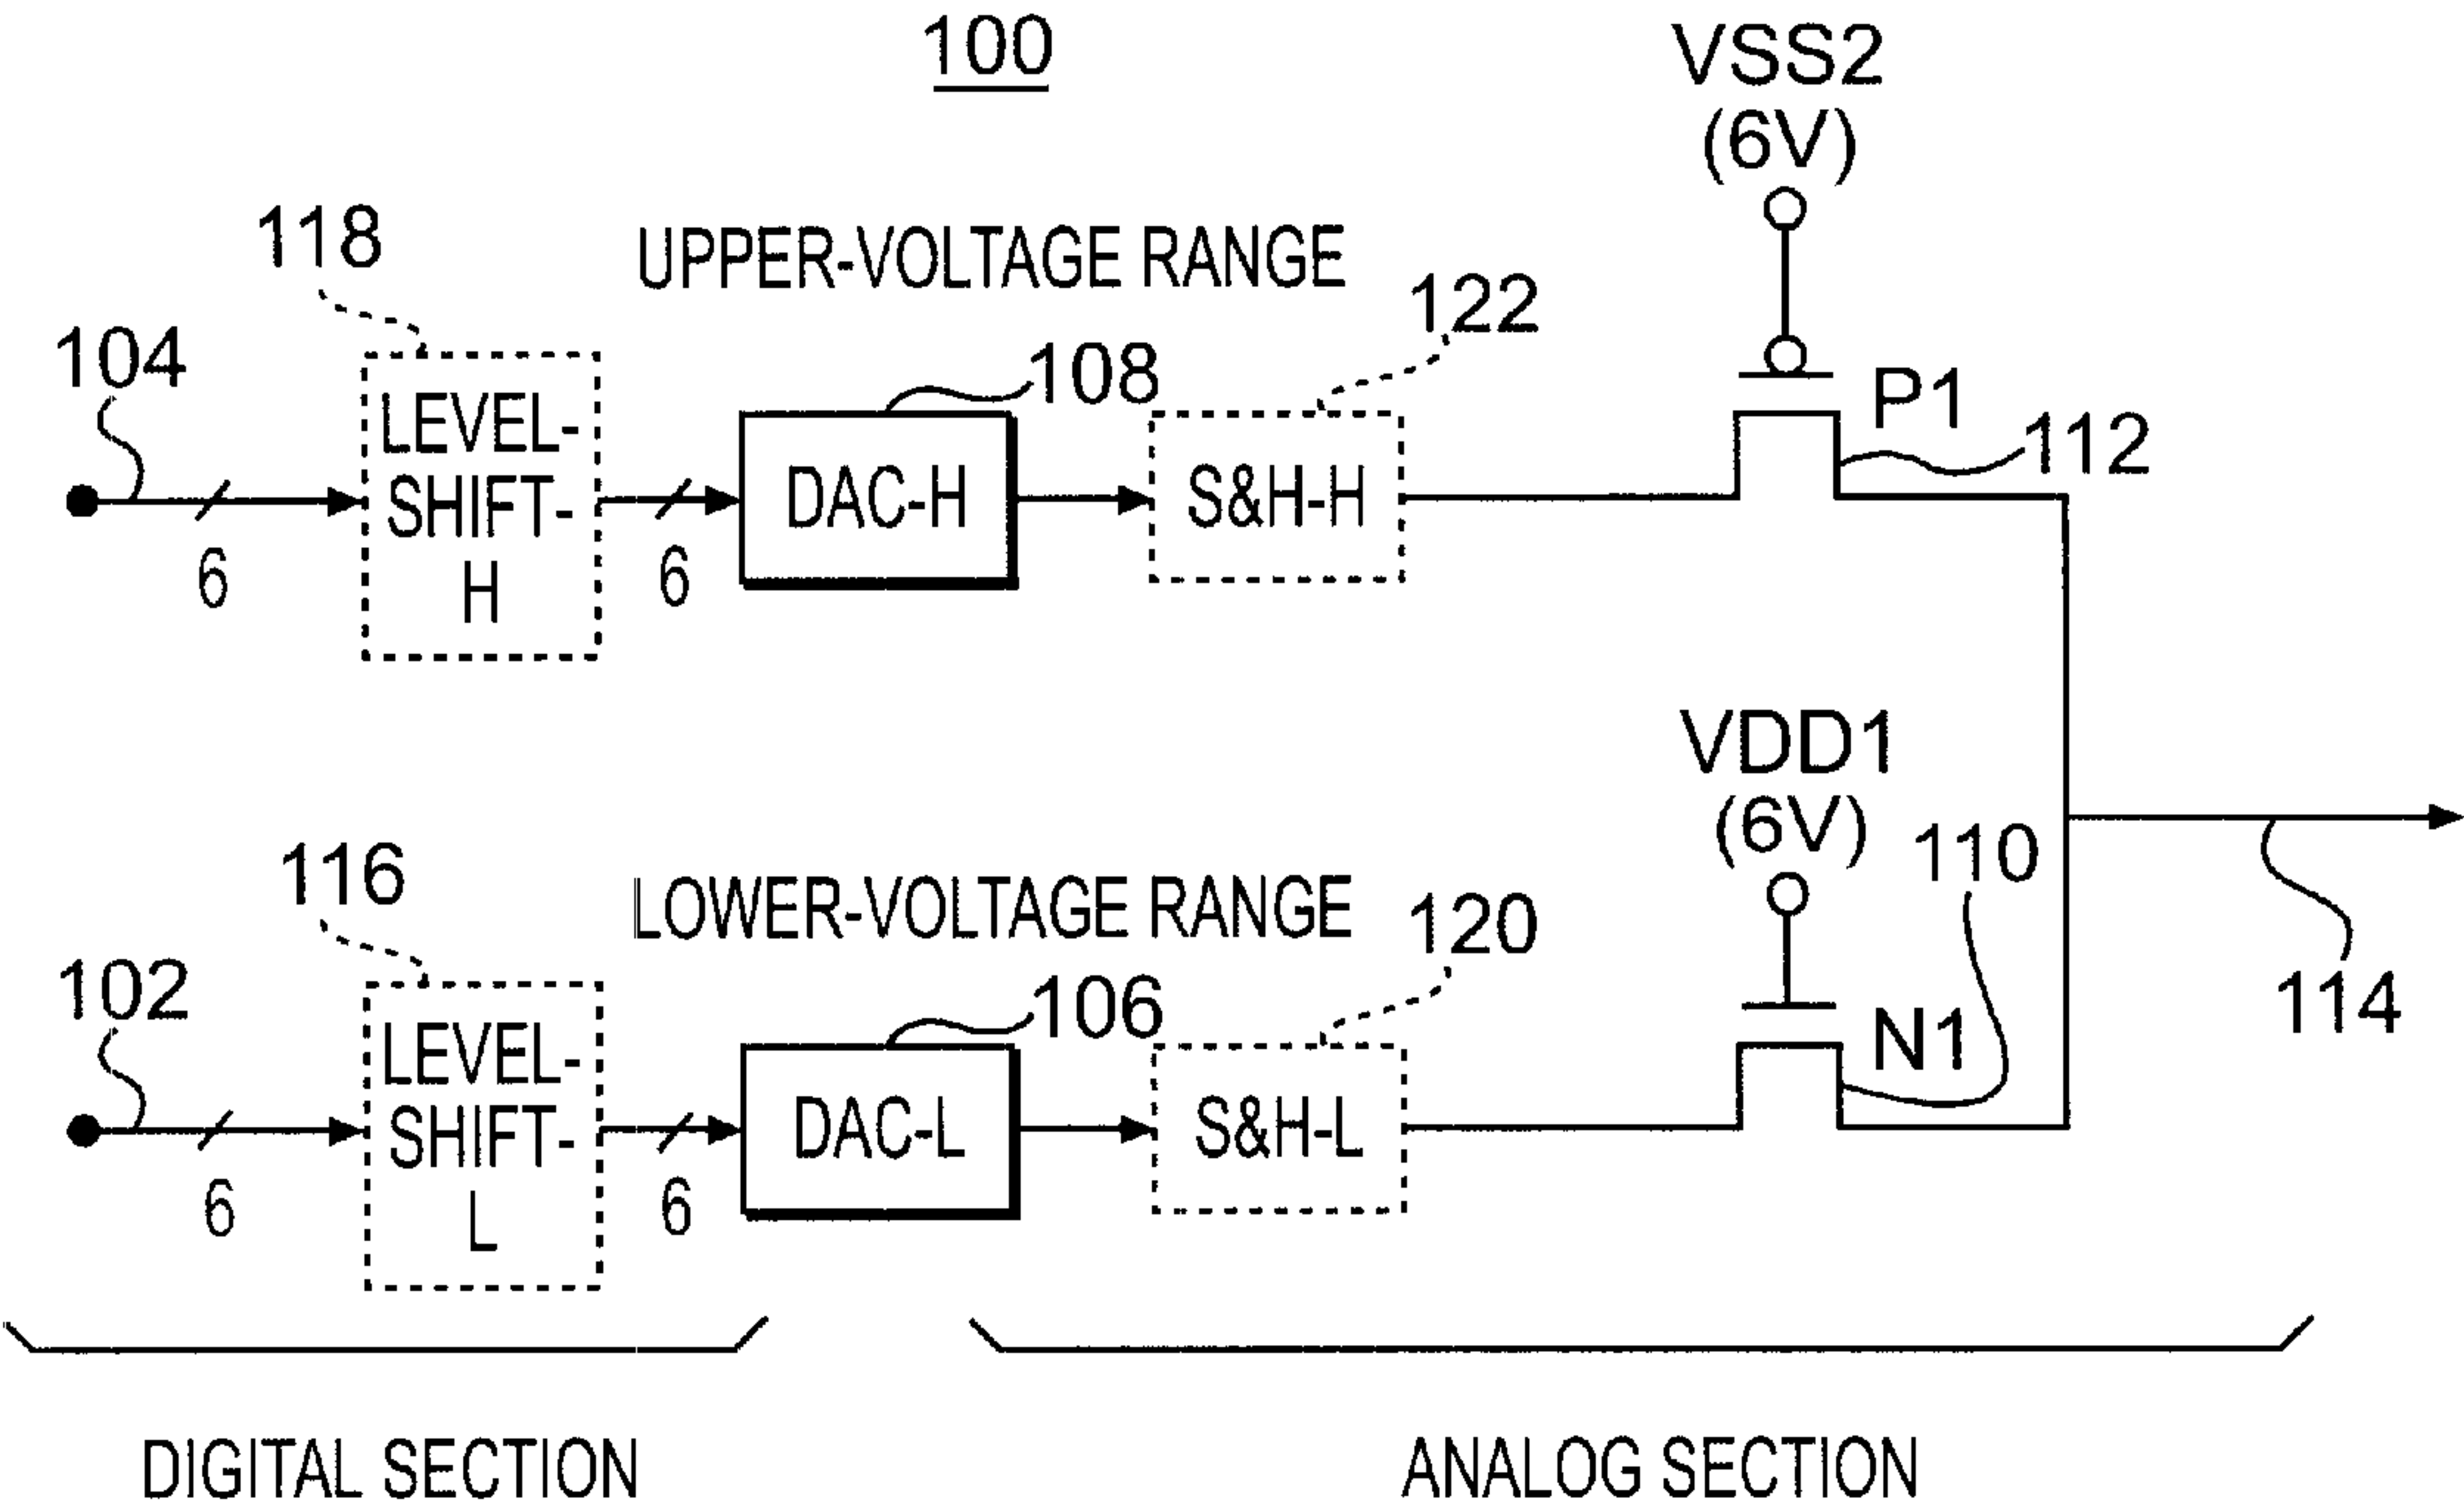 100
VSS2
(6V)
118
UPPER-VOLTAGE RANGE
122
104
108
LEVEL-
SHIFT-
H
DAC-H
S&H-H
P1
112
6
6
VDD1
(6V)
110
116
LOWER-VOLTAGE RANGE
120
102
106
114
LEVEL-
SHIFT-
L
DAC-L
S&H-L
N1
6
6
DIGITAL SECTION
ANALOG SECTION